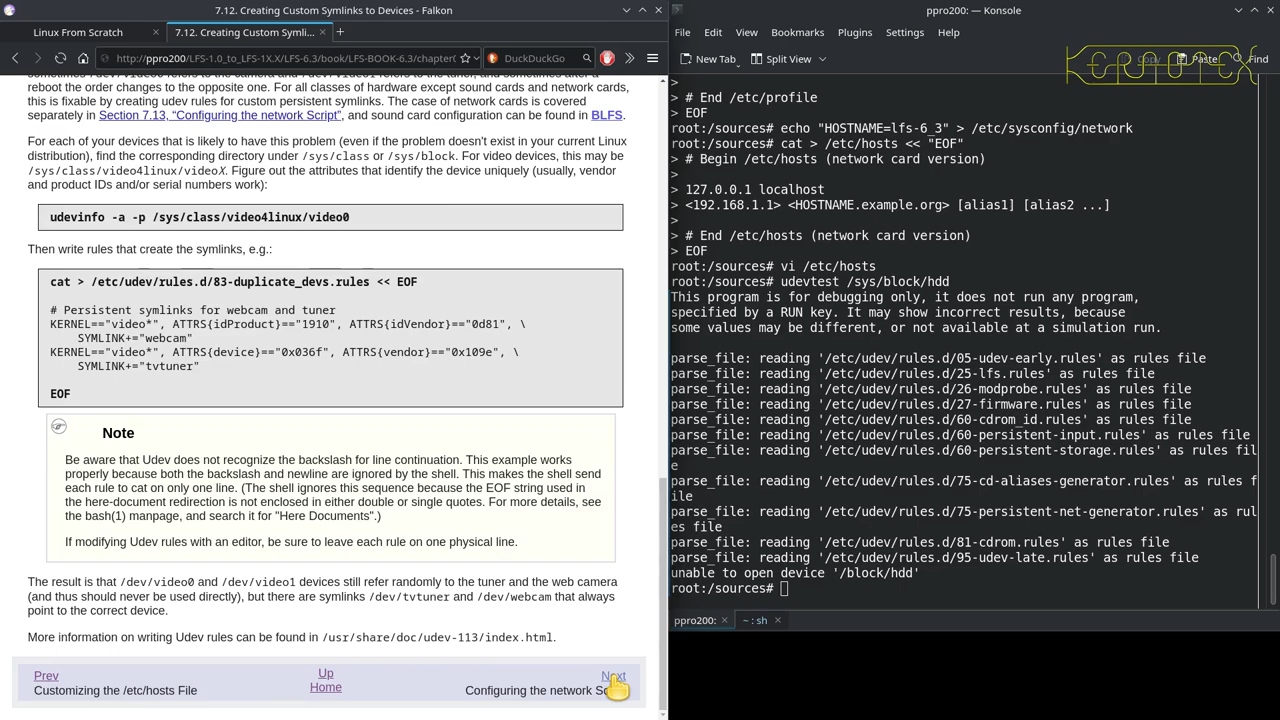 7.12. Creating Custom Symlinks to Devices - Falkon
Linux From Scratch
7.12. Creating Custom Symli...
http://ppro200/LFS-1.0_to_LFS-1X.X/LFS-6.3/book/LFS-BOOK-6.3/chapter0
DuckDuckGo
reboot the order changes to the opposite one. For all classes of hardware except sound cards and network cards,
this is fixable by creating udev rules for custom persistent symlinks. The case of network cards is covered
separately in Section 7.13, “Configuring the network Script”, and sound card configuration can be found in BLFS.
For each of your devices that is likely to have this problem (even if the problem doesn't exist in your current Linux
distribution), find the corresponding directory under /sys/class or /sys/block. For video devices, this may be
/sys/class/video4linux/videoX. Figure out the attributes that identify the device uniquely (usually, vendor
and product IDs and/or serial numbers work):
udevinfo -a -p /sys/class/video4linux/video0
Then write rules that create the symlinks, e.g.:
cat > /etc/udev/rules.d/83-duplicate_devs.rules << EOF
# Persistent symlinks for webcam and tuner
KERNEL=="video*", ATTRS{idProduct}=="1910", ATTRS{idVendor}=="0d81", \
SYMLINK+="webcam"
KERNEL=="video*", ATTRS{device}=="0x036f", ATTRS{vendor}=="0x109e", \
SYMLINK+="tvtuner"
EOF
Note
Be aware that Udev does not recognize the backslash for line continuation. This example works
properly because both the backslash and newline are ignored by the shell. This makes the shell send
each rule to cat on only one line. (The shell ignores this sequence because the EOF string used in
the here-document redirection is not enclosed in either double or single quotes. For more details, see
the bash(1) manpage, and search it for "Here Documents".)
If modifying Udev rules with an editor, be sure to leave each rule on one physical line.
The result is that /dev/video0 and /dev/video1 devices still refer randomly to the tuner and the web camera
(and thus should never be used directly), but there are symlinks /dev/tvtuner and /dev/webcam that always
point to the correct device.
More information on writing Udev rules can be found in /usr/share/doc/udev-113/index.html.
Prev Up Next
Customizing the /etc/hosts File Home Configuring the network Sc
ppro200: — Konsole
File Edit View Bookmarks Plugins Settings Help
New Tab Split View Copy Paste Find
>
> # End /etc/profile
> EOF
root:/sources# echo "HOSTNAME=lfs-6_3" > /etc/sysconfig/network
root:/sources# cat > /etc/hosts << "EOF"
> # Begin /etc/hosts (network card version)
>
> 127.0.0.1 localhost
> <192.168.1.1> <HOSTNAME.example.org> [alias1] [alias2 ...]
>
> # End /etc/hosts (network card version)
> EOF
root:/sources# vi /etc/hosts
root:/sources# udevtest /sys/block/hdd
This program is for debugging only, it does not run any program,
specified by a RUN key. It may show incorrect results, because
some values may be different, or not available at a simulation run.
parse_file: reading '/etc/udev/rules.d/05-udev-early.rules' as rules file
parse_file: reading '/etc/udev/rules.d/25-lfs.rules' as rules file
parse_file: reading '/etc/udev/rules.d/26-modprobe.rules' as rules file
parse_file: reading '/etc/udev/rules.d/27-firmware.rules' as rules file
parse_file: reading '/etc/udev/rules.d/60-cdrom_id.rules' as rules file
parse_file: reading '/etc/udev/rules.d/60-persistent-input.rules' as rules file
parse_file: reading '/etc/udev/rules.d/60-persistent-storage.rules' as rules fil
e
parse_file: reading '/etc/udev/rules.d/75-cd-aliases-generator.rules' as rules f
ile
parse_file: reading '/etc/udev/rules.d/75-persistent-net-generator.rules' as rul
es file
parse_file: reading '/etc/udev/rules.d/81-cdrom.rules' as rules file
parse_file: reading '/etc/udev/rules.d/95-udev-late.rules' as rules file
unable to open device '/block/hdd'
root:/sources#
ppro200: ~ : sh